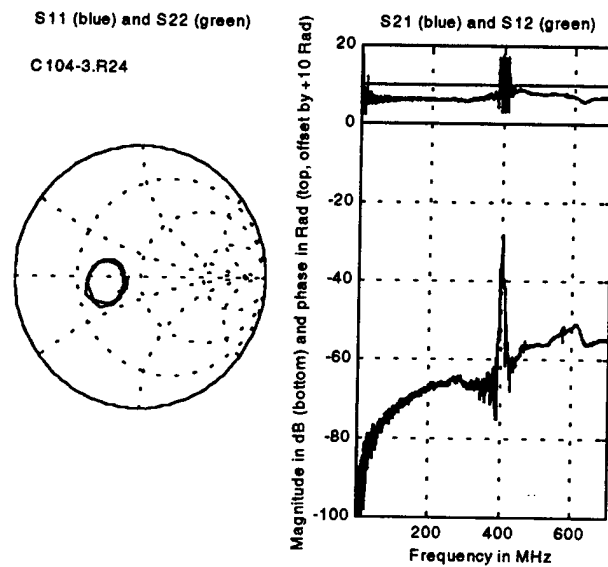 S11 (blue) and S22 (green)
C104-3.R24
S21 (blue) and S12 (green)
Magnitude in dB (bottom) and phase in Rad (top, offset by +10 Rad)
20
0
-20
-40
-60
-80
-100
200
400
600
Frequency in MHz